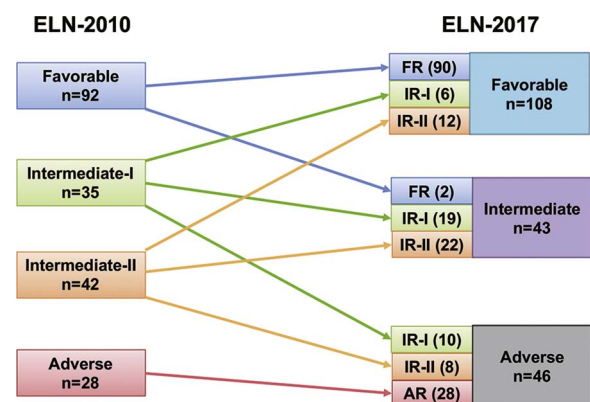 ELN-2010
ELN-2017
Favorable
n=92
Intermediate-I
n=35
Intermediate-II
n=42
Adverse
n=28
FR (90)
IR-I (6)
IR-II (12)
Favorable
n=108
FR (2)
IR-I (19)
IR-II (22)
Intermediate
n=43
IR-I (10)
IR-II (8)
AR (28)
Adverse
n=46